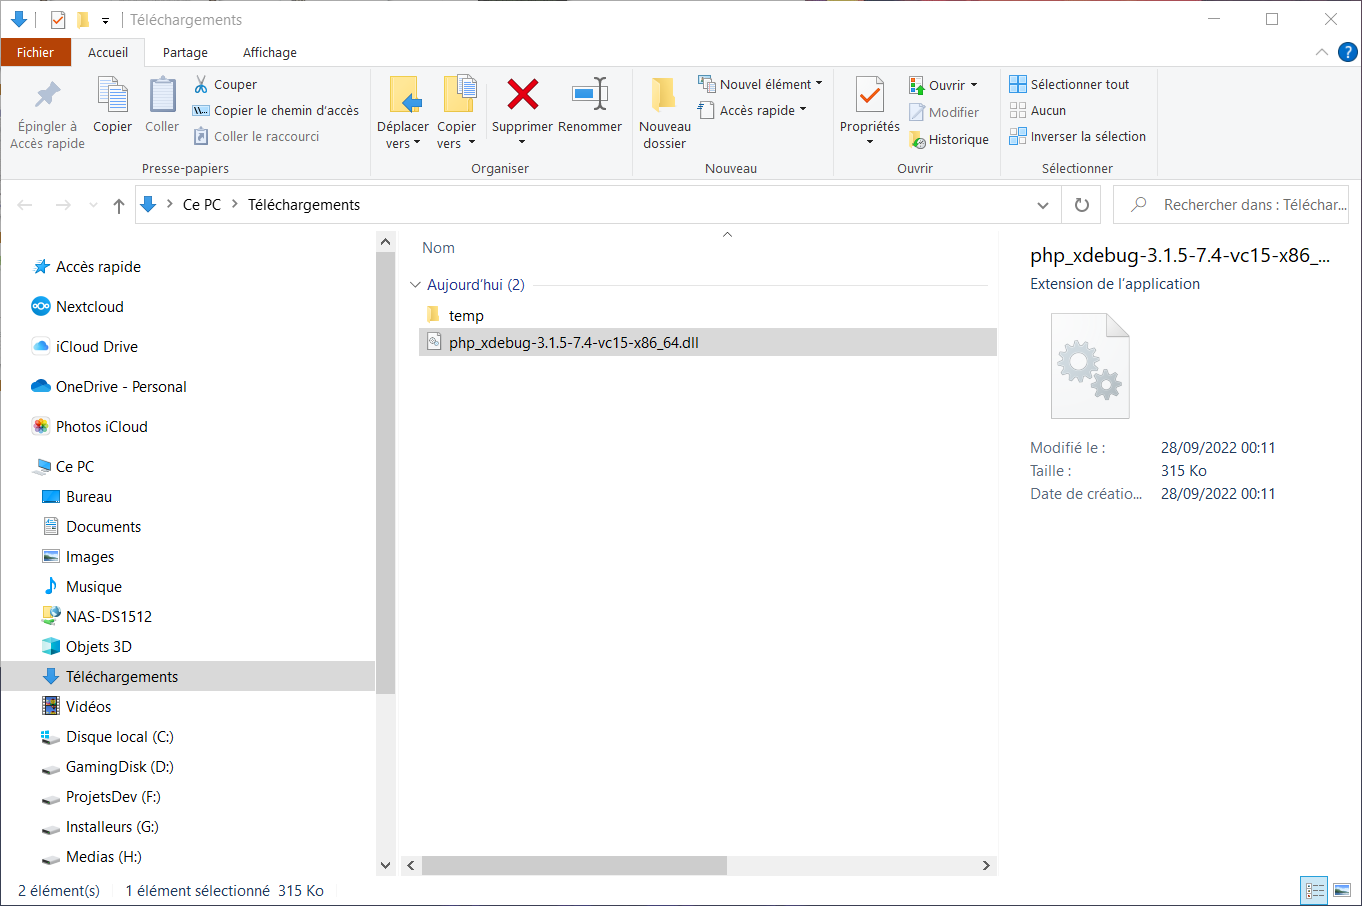 Téléchargements
Fichier
Accueil
Partage
Affichage
Épingler à
Accès rapide
Copier
Coller
Couper
Copier le chemin d'accès
Coller le raccourci
Presse-papiers
Déplacer
vers
Copier
vers
Supprimer
Renommer
Organiser
Nouveau
dossier
Nouvel élément
Accès rapide
Nouveau
Propriétés
Ouvrir
Modifier
Historique
Ouvrir
Sélectionner tout
Aucun
Inverser la sélection
Sélectionner
Ce PC > Téléchargements
Rechercher dans : Téléchar...
Accès rapide
Nextcloud
iCloud Drive
OneDrive - Personal
Photos iCloud
Ce PC
Bureau
Documents
Images
Musique
NAS-DS1512
Objets 3D
Téléchargements
Vidéos
Disque local (C:)
GamingDisk (D:)
ProjetsDev (F:)
Installeurs (G:)
Medias (H:)
Nom
Aujourd'hui (2)
temp
php_xdebug-3.1.5-7.4-vc15-x86_64.dll
php_xdebug-3.1.5-7.4-vc15-x86_...
Extension de l'application
Modifié le : 28/09/2022 00:11
Taille : 315 Ko
Date de créatio... 28/09/2022 00:11
2 élément(s)
1 élément sélectionné 315 Ko